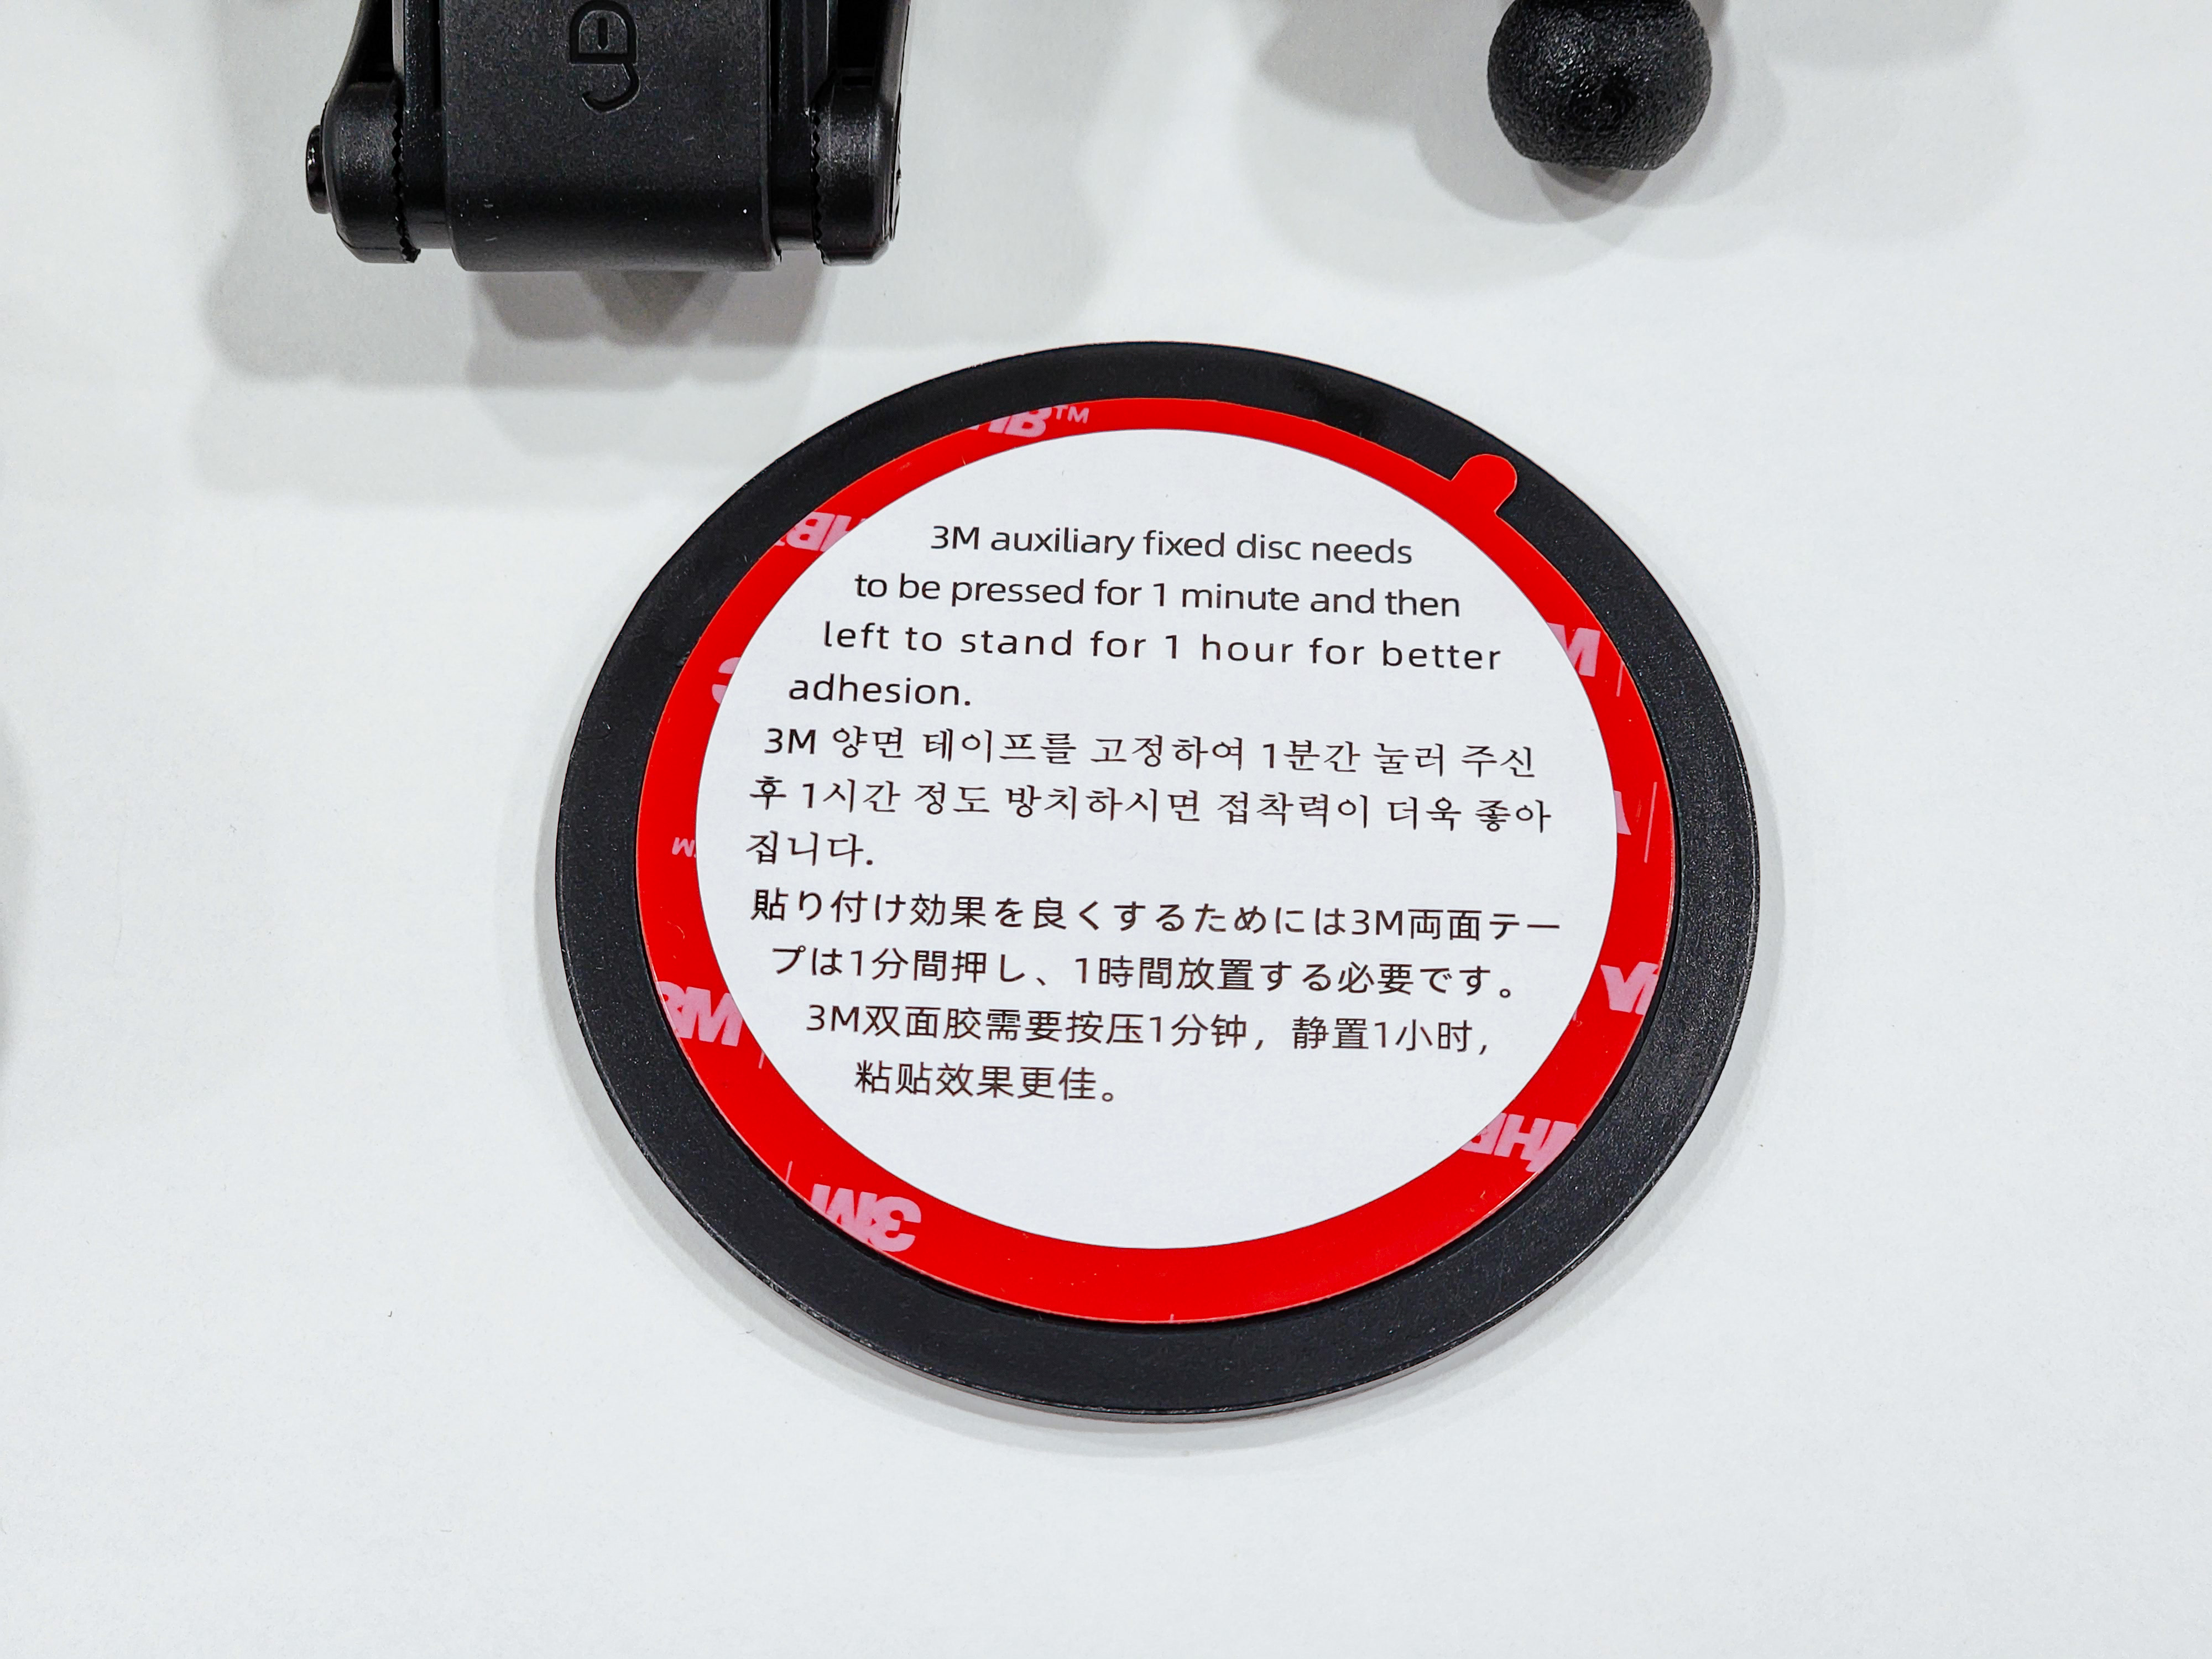 3M auxiliary fixed disc needs
to be pressed for 1 minute and then
left to stand for 1 hour for better
adhesion.
3M 양면 테이프를 고정하여 1분간 눌러 주신
후 1시간 정도 방치하시면 접착력이 더욱 좋아
집니다.
貼り付け効果を良くするためには3M両面テー
プは1分間押し、1時間放置する必要です。
3M双面胶需要按压1分钟，静置1小时，
粘贴效果更佳。
3M